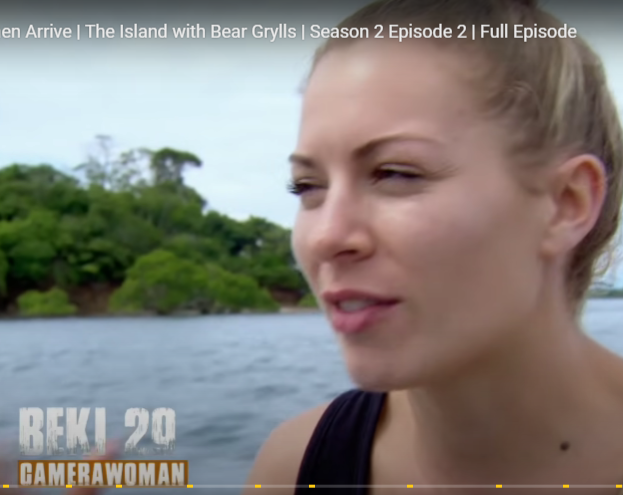 en Arrive | The Island with Bear Grylls | Season 2 Episode 2 | Full Episode
BEKI 29
CAMERAWOMAN